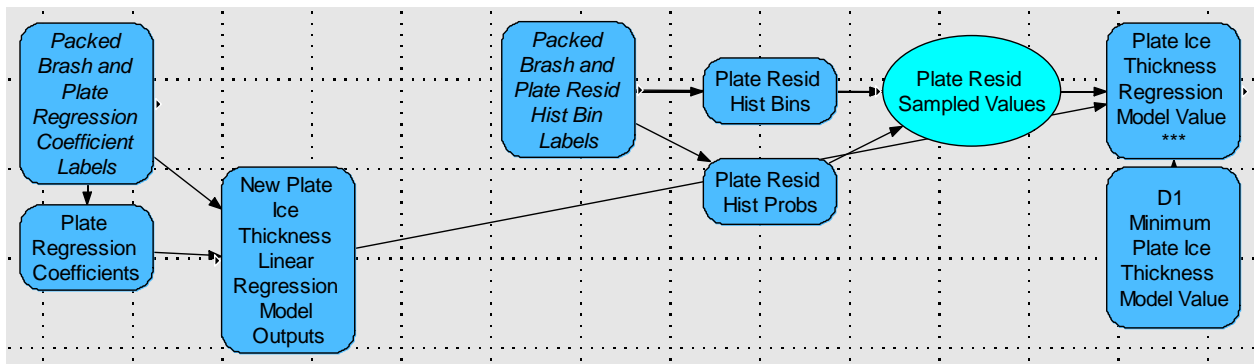 Packed
Brash and
Plate
Regression
Coefficient
Labels
Plate
Regression
Coefficients
New Plate
Ice
Thickness
Linear
Regression
Model
Outputs
Packed
Brash and
Plate Resid
Hist Bin
Labels
Plate Resid
Hist Bins
Plate Resid
Hist Probs
Plate Resid
Sampled Values
Plate Ice
Thickness
Regression
Model Value
***
D1
Minimum
Plate Ice
Thickness
Model Value